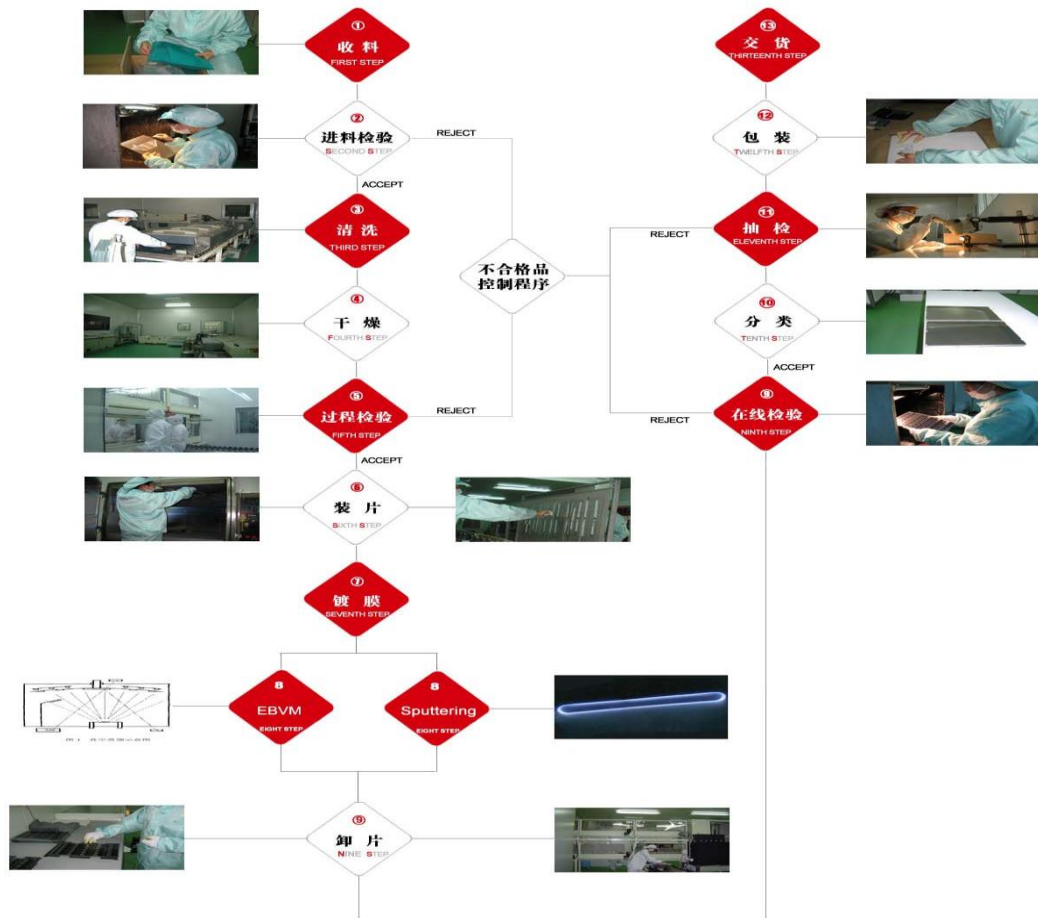 ①
收 料
FIRST STEP
②
进料检验
SECOND STEP
REJECT
ACCEPT
③
清 洗
THIRD STEP
④
干 燥
FOURTH STEP
⑤
过程检验
FIFTH STEP
REJECT
ACCEPT
⑥
装 片
SIXTH STEP
⑦
镀 膜
SEVENTH STEP
8
EBVM
EIGHT STEP
8
Sputtering
EIGHT STEP
⑨
卸 片
NINE STEP
不合格品
控制程序
⑬
交 货
THIRTEENTH STEP
⑫
包 装
TWELFTH STEP
⑪
抽 检
ELEVENTH STEP
REJECT
⑩
分 类
TENTH STEP
ACCEPT
⑨
在线检验
NINTH STEP
REJECT